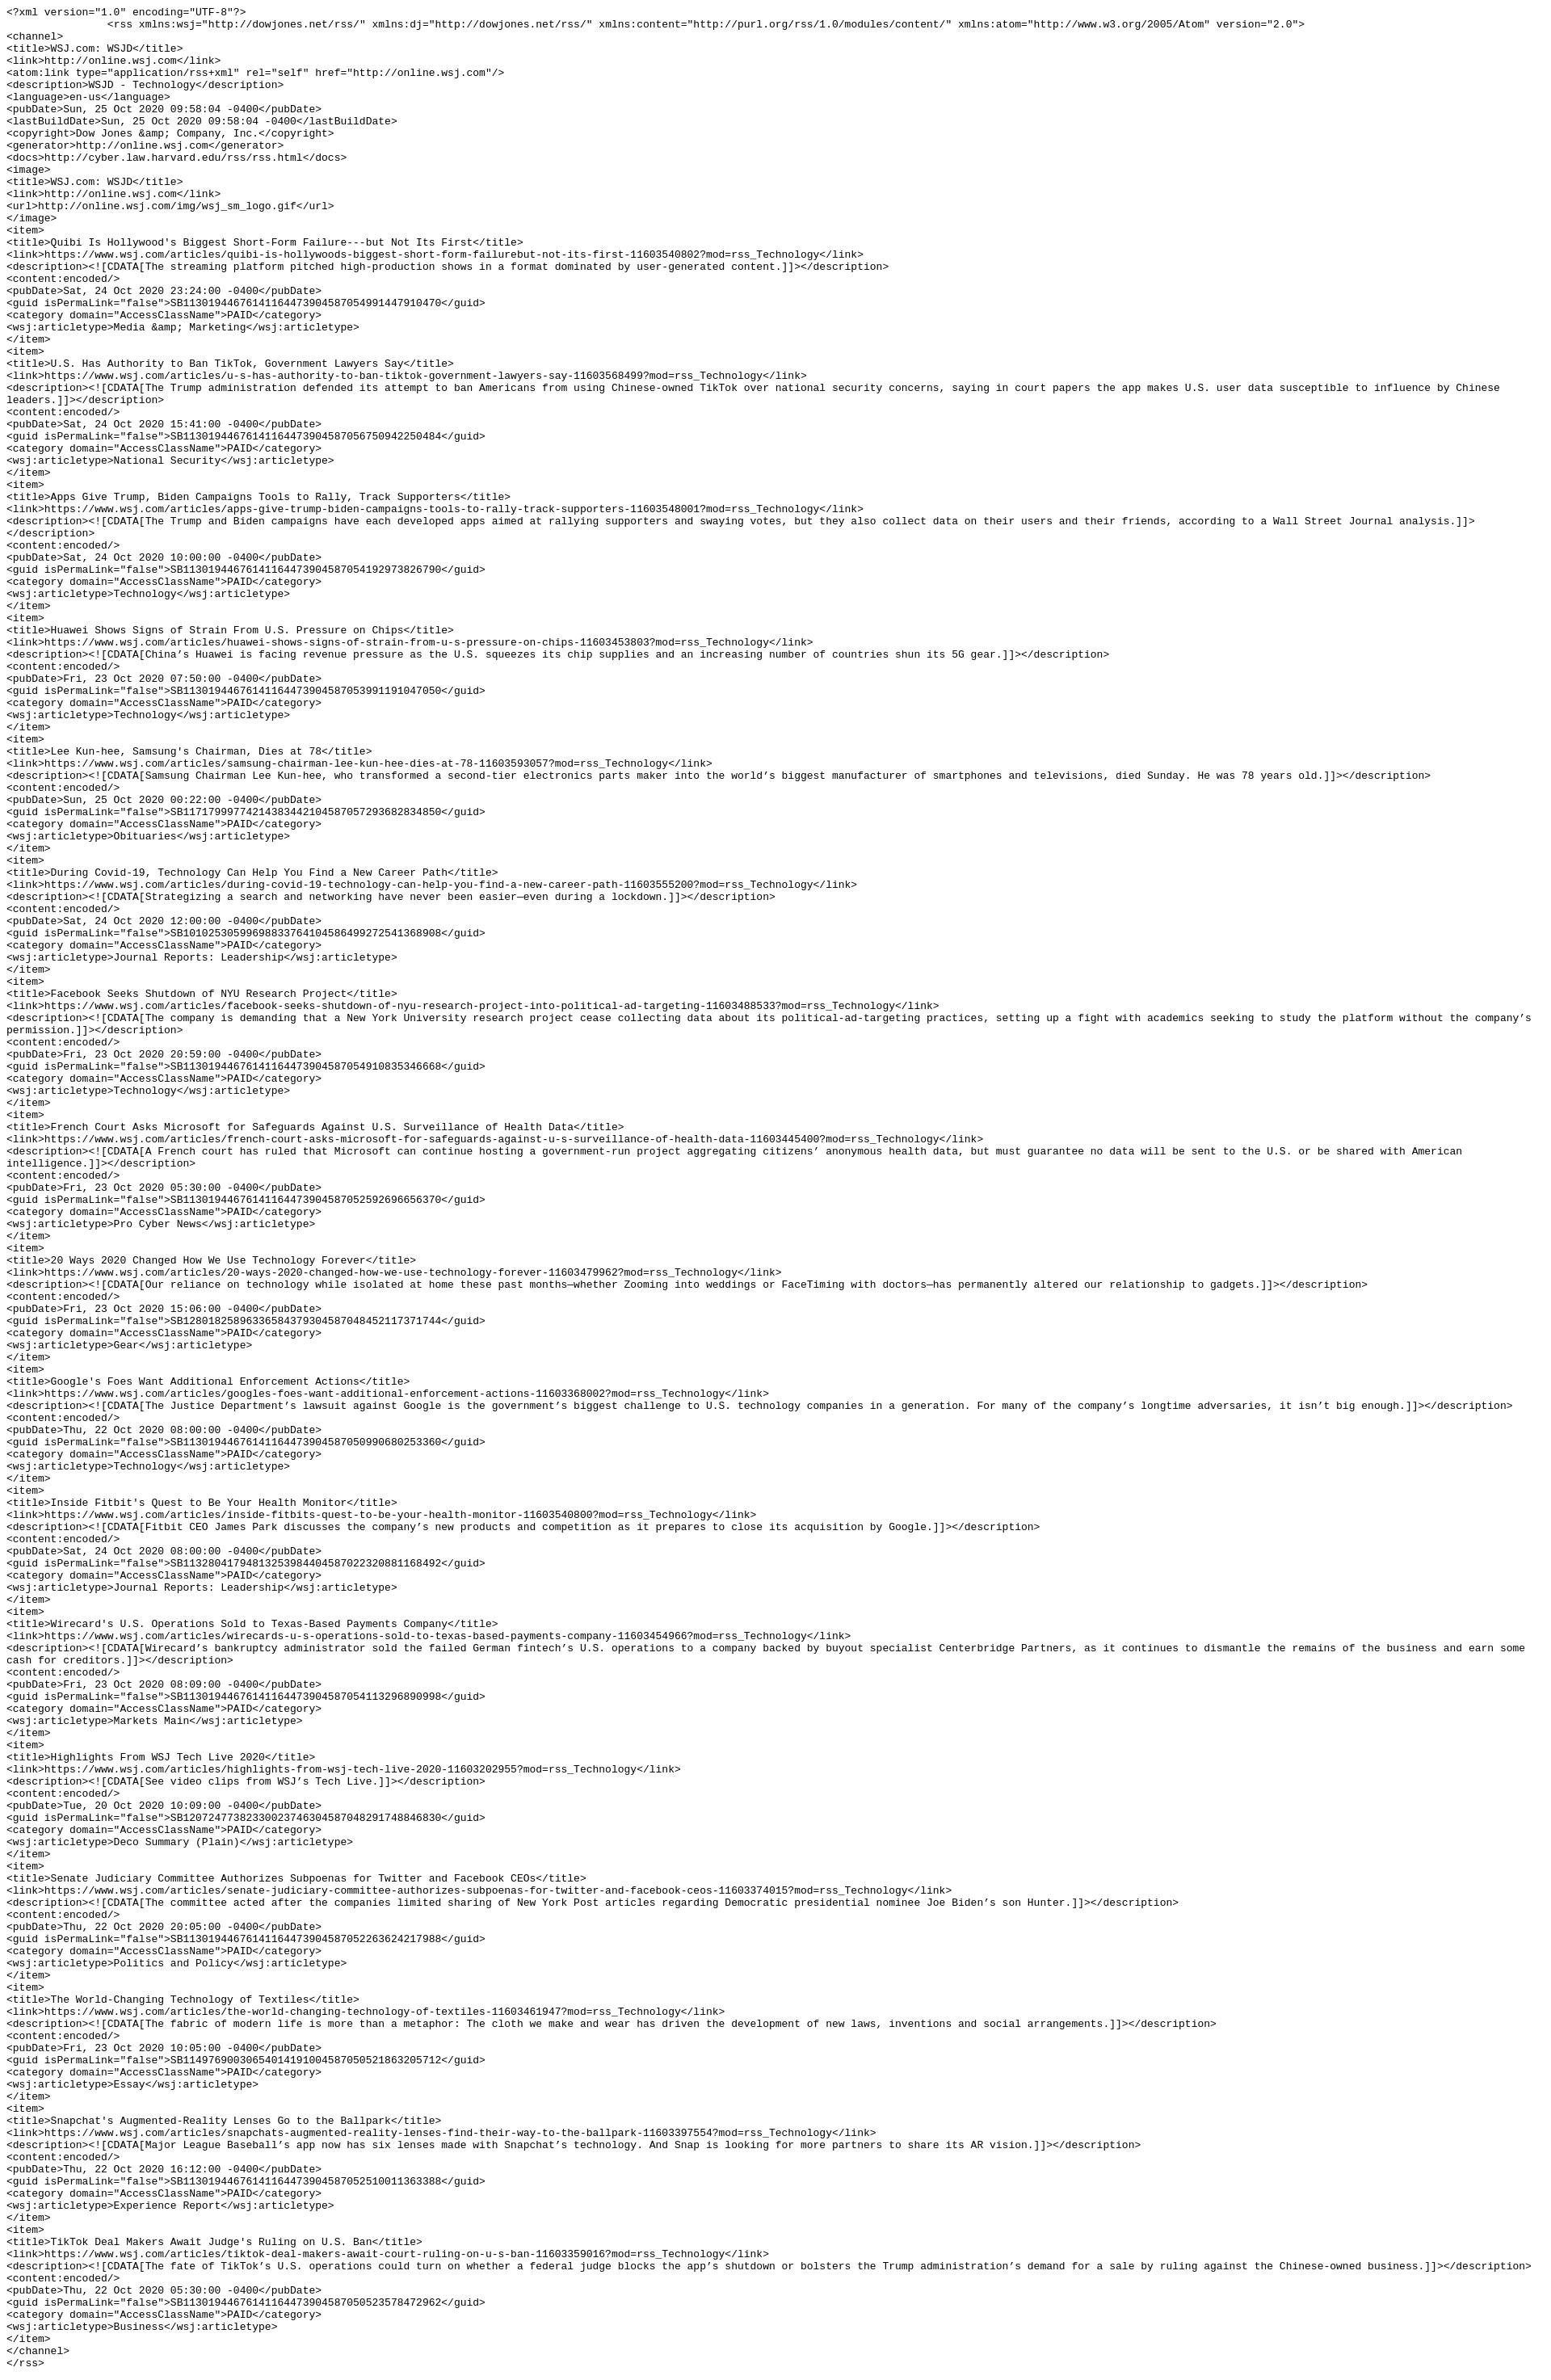 <?xml version="1.0" encoding="UTF-8"?>
<rss xmlns:wsj="http://dowjones.net/rss/" xmlns:dj="http://dowjones.net/rss/" xmlns:content="http://purl.org/rss/1.0/modules/content/" xmlns:atom="http://www.w3.org/2005/Atom" version="2.0">
<channel>
<title>WSJ.com: WSJD</title>
<link>http://online.wsj.com</link>
<atom:link type="application/rss+xml" rel="self" href="http://online.wsj.com"/>
<description>WSJD - Technology</description>
<language>en-us</language>
<pubDate>Sun, 25 Oct 2020 09:58:04 -0400</pubDate>
<lastBuildDate>Sun, 25 Oct 2020 09:58:04 -0400</lastBuildDate>
<copyright>Dow Jones &amp; Company, Inc.</copyright>
<generator>http://online.wsj.com</generator>
<docs>http://cyber.law.harvard.edu/rss/rss.html</docs>
<image>
<title>WSJ.com: WSJD</title>
<link>http://online.wsj.com</link>
<url>http://online.wsj.com/img/wsj_sm_logo.gif</url>
</image>
<item>
<title>Quibi Is Hollywood's Biggest Short-Form Failure---but Not Its First</title>
<link>https://www.wsj.com/articles/quibi-is-hollywoods-biggest-short-form-failurebut-not-its-first-11603540802?mod=rss_Technology</link>
<description><![CDATA[The streaming platform pitched high-production shows in a format dominated by user-generated content.]]></description>
<content:encoded/>
<pubDate>Sat, 24 Oct 2020 23:24:00 -0400</pubDate>
<guid isPermaLink="false">SB11301944676141164473904587054991447910470</guid>
<category domain="AccessClassName">PAID</category>
<wsj:articletype>Media &amp; Marketing</wsj:articletype>
</item>
<item>
<title>U.S. Has Authority to Ban TikTok, Government Lawyers Say</title>
<link>https://www.wsj.com/articles/u-s-has-authority-to-ban-tiktok-government-lawyers-say-11603568499?mod=rss_Technology</link>
<description><![CDATA[The Trump administration defended its attempt to ban Americans from using Chinese-owned TikTok over national security concerns, saying in court papers the app makes U.S. user data susceptible to influence by Chinese
leaders.]]></description>
<content:encoded/>
<pubDate>Sat, 24 Oct 2020 15:41:00 -0400</pubDate>
<guid isPermaLink="false">SB11301944676141164473904587056750942250484</guid>
<category domain="AccessClassName">PAID</category>
<wsj:articletype>National Security</wsj:articletype>
</item>
<item>
<title>Apps Give Trump, Biden Campaigns Tools to Rally, Track Supporters</title>
<link>https://www.wsj.com/articles/apps-give-trump-biden-campaigns-tools-to-rally-track-supporters-11603548001?mod=rss_Technology</link>
<description><![CDATA[The Trump and Biden campaigns have each developed apps aimed at rallying supporters and swaying votes, but they also collect data on their users and their friends, according to a Wall Street Journal analysis.]]>
</description>
<content:encoded/>
<pubDate>Sat, 24 Oct 2020 10:00:00 -0400</pubDate>
<guid isPermaLink="false">SB11301944676141164473904587054192973826790</guid>
<category domain="AccessClassName">PAID</category>
<wsj:articletype>Technology</wsj:articletype>
</item>
<item>
<title>Huawei Shows Signs of Strain From U.S. Pressure on Chips</title>
<link>https://www.wsj.com/articles/huawei-shows-signs-of-strain-from-u-s-pressure-on-chips-11603453803?mod=rss_Technology</link>
<description><![CDATA[China’s Huawei is facing revenue pressure as the U.S. squeezes its chip supplies and an increasing number of countries shun its 5G gear.]]></description>
<content:encoded/>
<pubDate>Fri, 23 Oct 2020 07:50:00 -0400</pubDate>
<guid isPermaLink="false">SB11301944676141164473904587053991191047050</guid>
<category domain="AccessClassName">PAID</category>
<wsj:articletype>Technology</wsj:articletype>
</item>
<item>
<title>Lee Kun-hee, Samsung's Chairman, Dies at 78</title>
<link>https://www.wsj.com/articles/samsung-chairman-lee-kun-hee-dies-at-78-11603593057?mod=rss_Technology</link>
<description><![CDATA[Samsung Chairman Lee Kun-hee, who transformed a second-tier electronics parts maker into the world’s biggest manufacturer of smartphones and televisions, died Sunday. He was 78 years old.]]></description>
<content:encoded/>
<pubDate>Sun, 25 Oct 2020 00:22:00 -0400</pubDate>
<guid isPermaLink="false">SB11717999774214383442104587057293682834850</guid>
<category domain="AccessClassName">PAID</category>
<wsj:articletype>Obituaries</wsj:articletype>
</item>
<item>
<title>During Covid-19, Technology Can Help You Find a New Career Path</title>
<link>https://www.wsj.com/articles/during-covid-19-technology-can-help-you-find-a-new-career-path-11603555200?mod=rss_Technology</link>
<description><![CDATA[Strategizing a search and networking have never been easier—even during a lockdown.]]></description>
<content:encoded/>
<pubDate>Sat, 24 Oct 2020 12:00:00 -0400</pubDate>
<guid isPermaLink="false">SB10102530599698833764104586499272541368908</guid>
<category domain="AccessClassName">PAID</category>
<wsj:articletype>Journal Reports: Leadership</wsj:articletype>
</item>
<item>
<title>Facebook Seeks Shutdown of NYU Research Project</title>
<link>https://www.wsj.com/articles/facebook-seeks-shutdown-of-nyu-research-project-into-political-ad-targeting-11603488533?mod=rss_Technology</link>
<description><![CDATA[The company is demanding that a New York University research project cease collecting data about its political-ad-targeting practices, setting up a fight with academics seeking to study the platform without the company’s
permission.]]></description>
<content:encoded/>
<pubDate>Fri, 23 Oct 2020 20:59:00 -0400</pubDate>
<guid isPermaLink="false">SB11301944676141164473904587054910835346668</guid>
<category domain="AccessClassName">PAID</category>
<wsj:articletype>Technology</wsj:articletype>
</item>
<item>
<title>French Court Asks Microsoft for Safeguards Against U.S. Surveillance of Health Data</title>
<link>https://www.wsj.com/articles/french-court-asks-microsoft-for-safeguards-against-u-s-surveillance-of-health-data-11603445400?mod=rss_Technology</link>
<description><![CDATA[A French court has ruled that Microsoft can continue hosting a government-run project aggregating citizens’ anonymous health data, but must guarantee no data will be sent to the U.S. or be shared with American
intelligence.]]></description>
<content:encoded/>
<pubDate>Fri, 23 Oct 2020 05:30:00 -0400</pubDate>
<guid isPermaLink="false">SB11301944676141164473904587052592696656370</guid>
<category domain="AccessClassName">PAID</category>
<wsj:articletype>Pro Cyber News</wsj:articletype>
</item>
<item>
<title>20 Ways 2020 Changed How We Use Technology Forever</title>
<link>https://www.wsj.com/articles/20-ways-2020-changed-how-we-use-technology-forever-11603479962?mod=rss_Technology</link>
<description><![CDATA[Our reliance on technology while isolated at home these past months—whether Zooming into weddings or FaceTiming with doctors—has permanently altered our relationship to gadgets.]]></description>
<content:encoded/>
<pubDate>Fri, 23 Oct 2020 15:06:00 -0400</pubDate>
<guid isPermaLink="false">SB12801825896336584379304587048452117371744</guid>
<category domain="AccessClassName">PAID</category>
<wsj:articletype>Gear</wsj:articletype>
</item>
<item>
<title>Google's Foes Want Additional Enforcement Actions</title>
<link>https://www.wsj.com/articles/googles-foes-want-additional-enforcement-actions-11603368002?mod=rss_Technology</link>
<description><![CDATA[The Justice Department’s lawsuit against Google is the government’s biggest challenge to U.S. technology companies in a generation. For many of the company’s longtime adversaries, it isn’t big enough.]]></description>
<content:encoded/>
<pubDate>Thu, 22 Oct 2020 08:00:00 -0400</pubDate>
<guid isPermaLink="false">SB11301944676141164473904587050990680253360</guid>
<category domain="AccessClassName">PAID</category>
<wsj:articletype>Technology</wsj:articletype>
</item>
<item>
<title>Inside Fitbit's Quest to Be Your Health Monitor</title>
<link>https://www.wsj.com/articles/inside-fitbits-quest-to-be-your-health-monitor-11603540800?mod=rss_Technology</link>
<description><![CDATA[Fitbit CEO James Park discusses the company’s new products and competition as it prepares to close its acquisition by Google.]]></description>
<content:encoded/>
<pubDate>Sat, 24 Oct 2020 08:00:00 -0400</pubDate>
<guid isPermaLink="false">SB11328041794813253984404587022320881168492</guid>
<category domain="AccessClassName">PAID</category>
<wsj:articletype>Journal Reports: Leadership</wsj:articletype>
</item>
<item>
<title>Wirecard's U.S. Operations Sold to Texas-Based Payments Company</title>
<link>https://www.wsj.com/articles/wirecards-u-s-operations-sold-to-texas-based-payments-company-11603454966?mod=rss_Technology</link>
<description><![CDATA[Wirecard’s bankruptcy administrator sold the failed German fintech’s U.S. operations to a company backed by buyout specialist Centerbridge Partners, as it continues to dismantle the remains of the business and earn some
cash for creditors.]]></description>
<content:encoded/>
<pubDate>Fri, 23 Oct 2020 08:09:00 -0400</pubDate>
<guid isPermaLink="false">SB11301944676141164473904587054113296890998</guid>
<category domain="AccessClassName">PAID</category>
<wsj:articletype>Markets Main</wsj:articletype>
</item>
<item>
<title>Highlights From WSJ Tech Live 2020</title>
<link>https://www.wsj.com/articles/highlights-from-wsj-tech-live-2020-11603202955?mod=rss_Technology</link>
<description><![CDATA[See video clips from WSJ’s Tech Live.]]></description>
<content:encoded/>
<pubDate>Tue, 20 Oct 2020 10:09:00 -0400</pubDate>
<guid isPermaLink="false">SB12072477382330023746304587048291748846830</guid>
<category domain="AccessClassName">PAID</category>
<wsj:articletype>Deco Summary (Plain)</wsj:articletype>
</item>
<item>
<title>Senate Judiciary Committee Authorizes Subpoenas for Twitter and Facebook CEOs</title>
<link>https://www.wsj.com/articles/senate-judiciary-committee-authorizes-subpoenas-for-twitter-and-facebook-ceos-11603374015?mod=rss_Technology</link>
<description><![CDATA[The committee acted after the companies limited sharing of New York Post articles regarding Democratic presidential nominee Joe Biden’s son Hunter.]]></description>
<content:encoded/>
<pubDate>Thu, 22 Oct 2020 20:05:00 -0400</pubDate>
<guid isPermaLink="false">SB11301944676141164473904587052263624217988</guid>
<category domain="AccessClassName">PAID</category>
<wsj:articletype>Politics and Policy</wsj:articletype>
</item>
<item>
<title>The World-Changing Technology of Textiles</title>
<link>https://www.wsj.com/articles/the-world-changing-technology-of-textiles-11603461947?mod=rss_Technology</link>
<description><![CDATA[The fabric of modern life is more than a metaphor: The cloth we make and wear has driven the development of new laws, inventions and social arrangements.]]></description>
<content:encoded/>
<pubDate>Fri, 23 Oct 2020 10:05:00 -0400</pubDate>
<guid isPermaLink="false">SB11497690030654014191004587050521863205712</guid>
<category domain="AccessClassName">PAID</category>
<wsj:articletype>Essay</wsj:articletype>
</item>
<item>
<title>Snapchat's Augmented-Reality Lenses Go to the Ballpark</title>
<link>https://www.wsj.com/articles/snapchats-augmented-reality-lenses-find-their-way-to-the-ballpark-11603397554?mod=rss_Technology</link>
<description><![CDATA[Major League Baseball’s app now has six lenses made with Snapchat’s technology. And Snap is looking for more partners to share its AR vision.]]></description>
<content:encoded/>
<pubDate>Thu, 22 Oct 2020 16:12:00 -0400</pubDate>
<guid isPermaLink="false">SB11301944676141164473904587052510011363388</guid>
<category domain="AccessClassName">PAID</category>
<wsj:articletype>Experience Report</wsj:articletype>
</item>
<item>
<title>TikTok Deal Makers Await Judge's Ruling on U.S. Ban</title>
<link>https://www.wsj.com/articles/tiktok-deal-makers-await-court-ruling-on-u-s-ban-11603359016?mod=rss_Technology</link>
<description><![CDATA[The fate of TikTok’s U.S. operations could turn on whether a federal judge blocks the app’s shutdown or bolsters the Trump administration’s demand for a sale by ruling against the Chinese-owned business.]]></description>
<content:encoded/>
<pubDate>Thu, 22 Oct 2020 05:30:00 -0400</pubDate>
<guid isPermaLink="false">SB11301944676141164473904587050523578472962</guid>
<category domain="AccessClassName">PAID</category>
<wsj:articletype>Business</wsj:articletype>
</item>
</channel>
</rss>